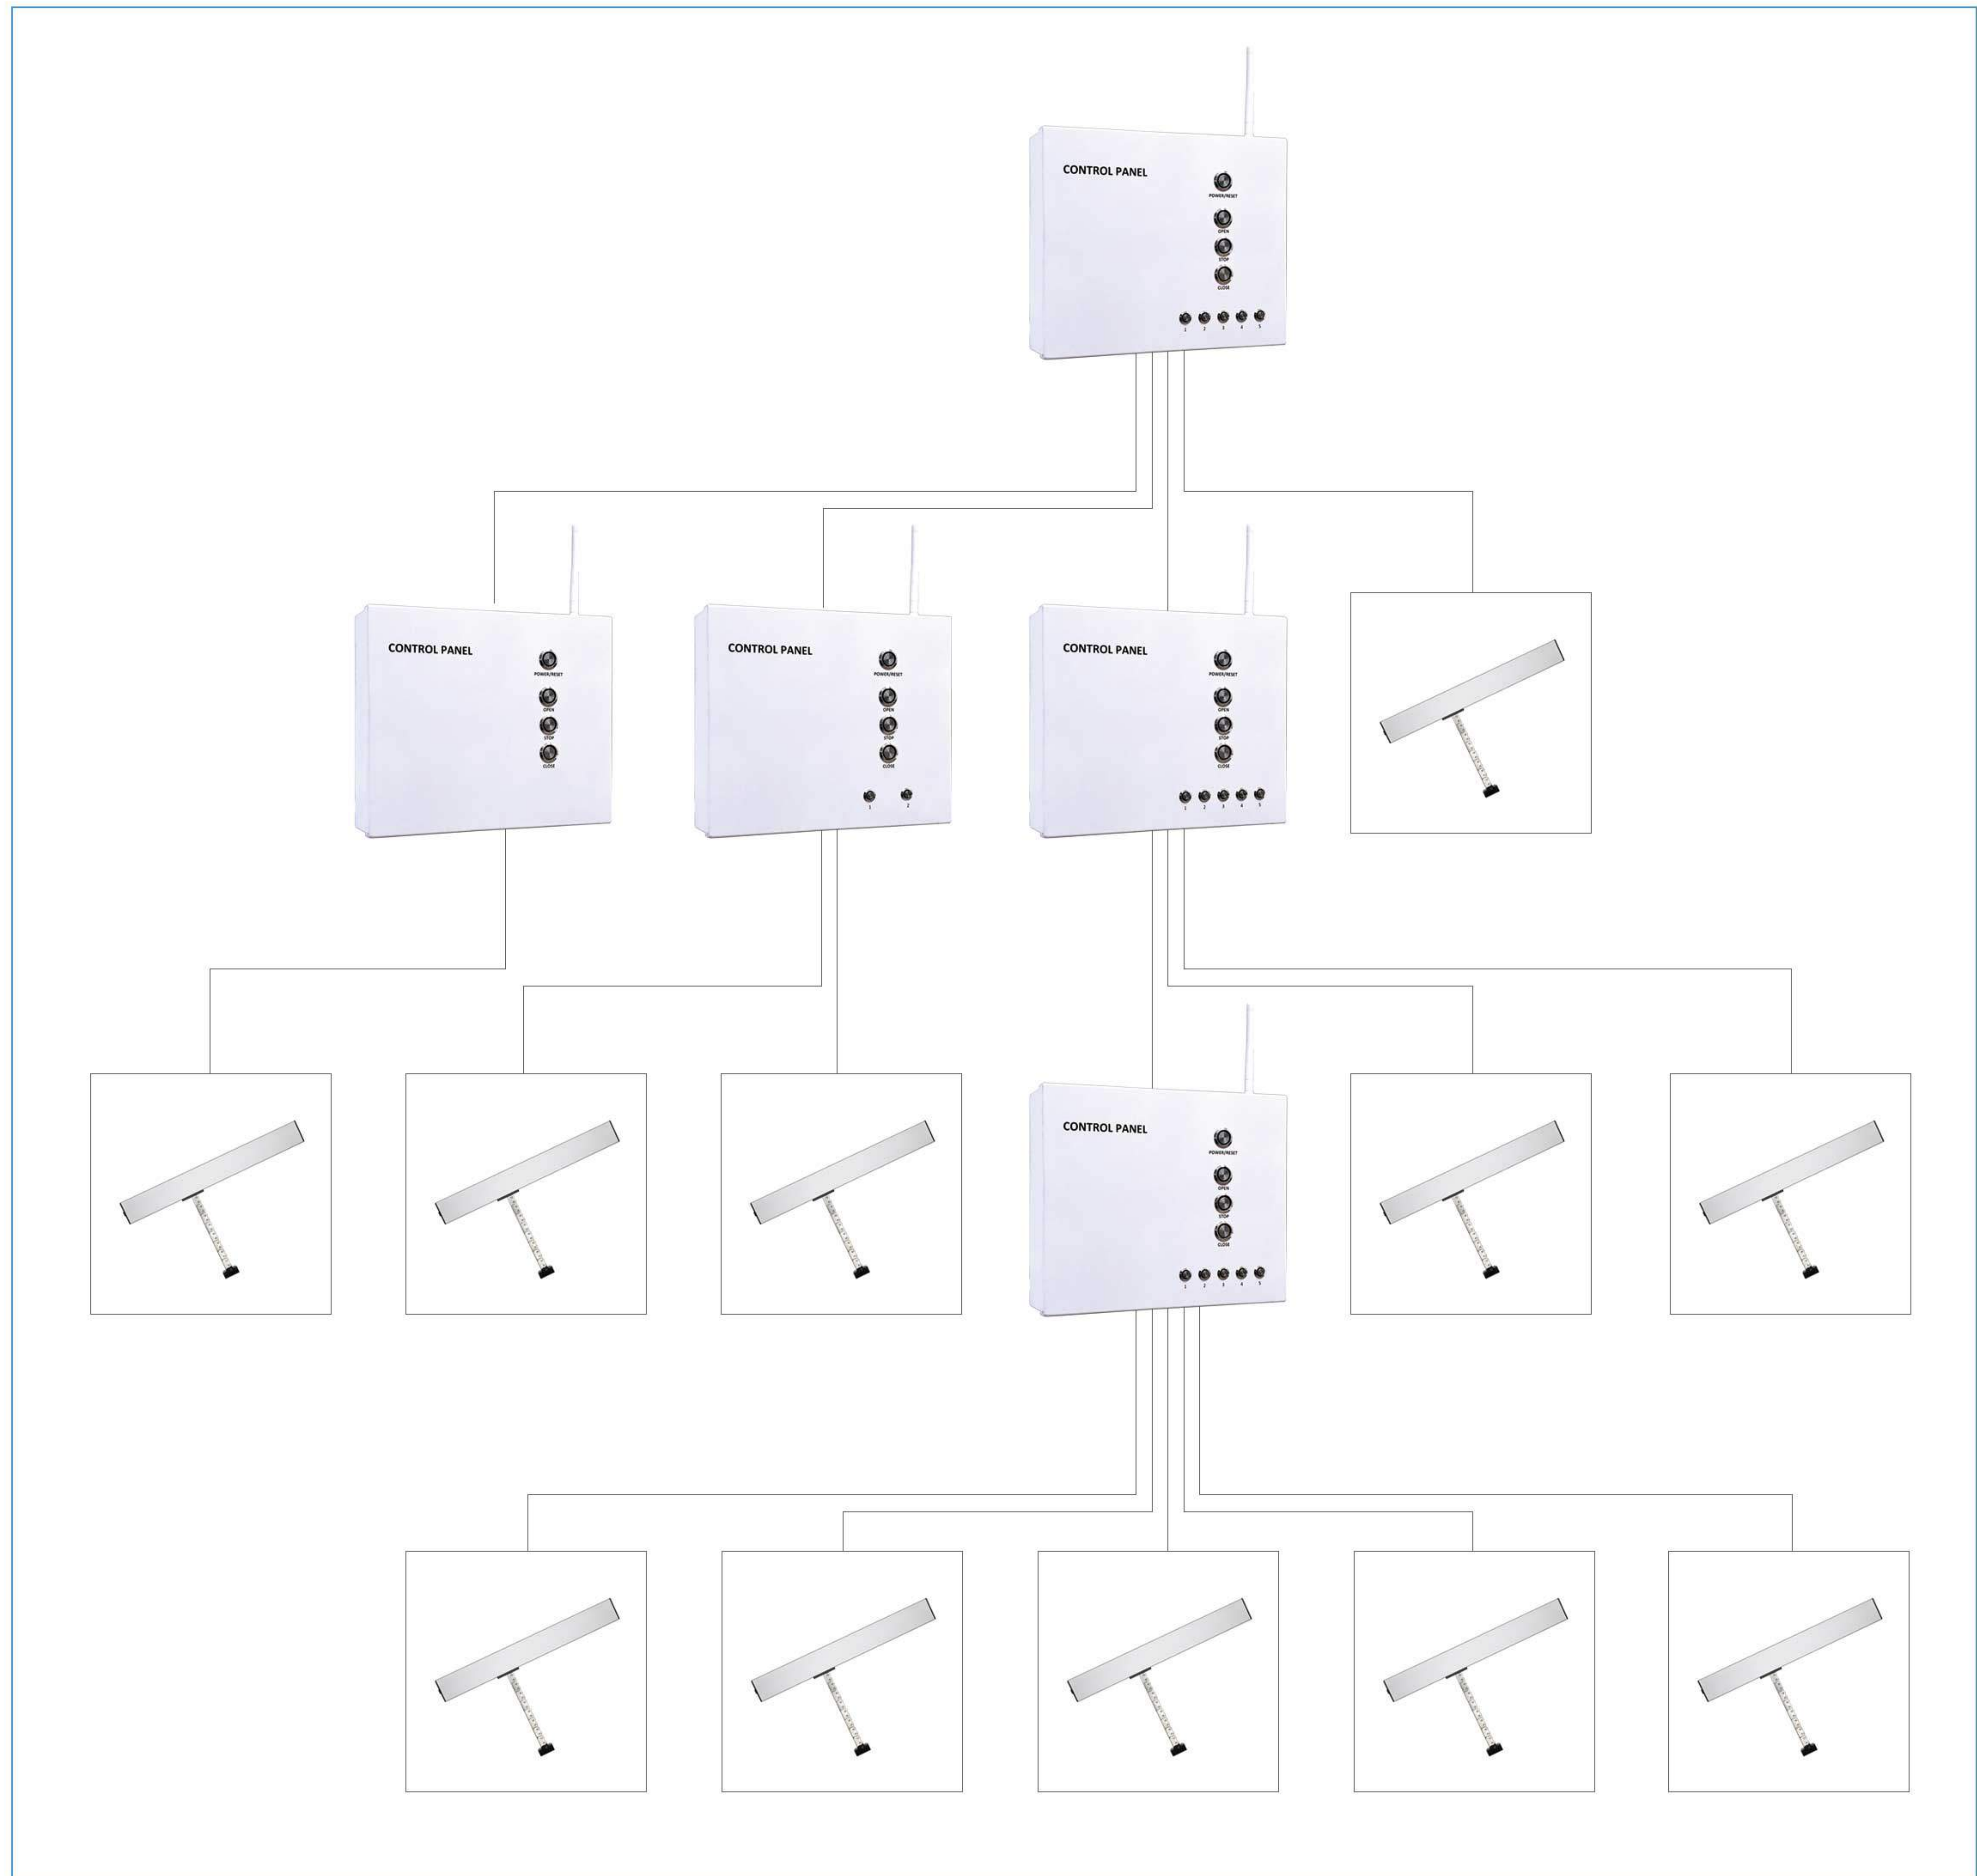 CONTROL PANEL
POWER/RESET
OPEN
STOP
CLOSE
1 2 3 4 5
CONTROL PANEL
POWER/RESET
OPEN
STOP
CLOSE
CONTROL PANEL
POWER/RESET
OPEN
STOP
CLOSE
1 2
CONTROL PANEL
POWER/RESET
OPEN
STOP
CLOSE
1 2 3 4 5
CONTROL PANEL
POWER/RESET
OPEN
STOP
CLOSE
1 2 3 4 5